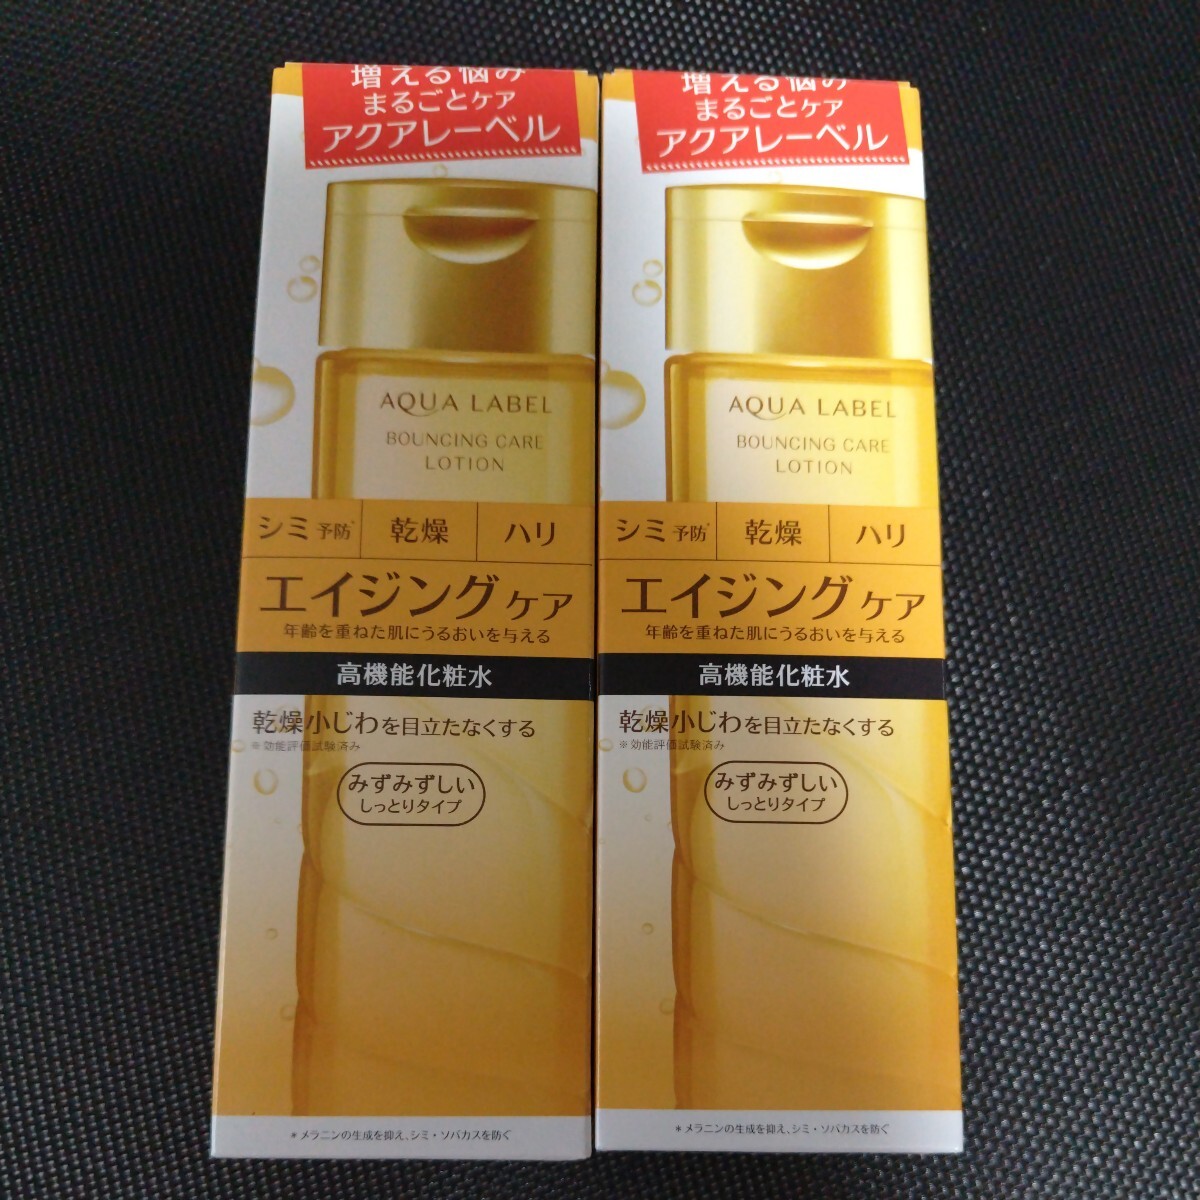 増える悩み
まるごとケア
アクアレーベル
AQUA LABEL
BOUNCING CARE
LOTION
シミ予防* 乾燥 ハリ
エイジングケア
年齢を重ねた肌にうるおいを与える
高機能化粧水
乾燥小じわを目立たなくする
※効能評価試験済み
みずみずしい
しっとりタイプ
*メラニンの生成を抑え、シミ・ソバカスを防ぐ
増える悩み
まるごとケア
アクアレーベル
AQUA LABEL
BOUNCING CARE
LOTION
シミ予防* 乾燥 ハリ
エイジングケア
年齢を重ねた肌にうるおいを与える
高機能化粧水
乾燥小じわを目立たなくする
※効能評価試験済み
みずみずしい
しっとりタイプ
*メラニンの生成を抑え、シミ・ソバカスを防ぐ